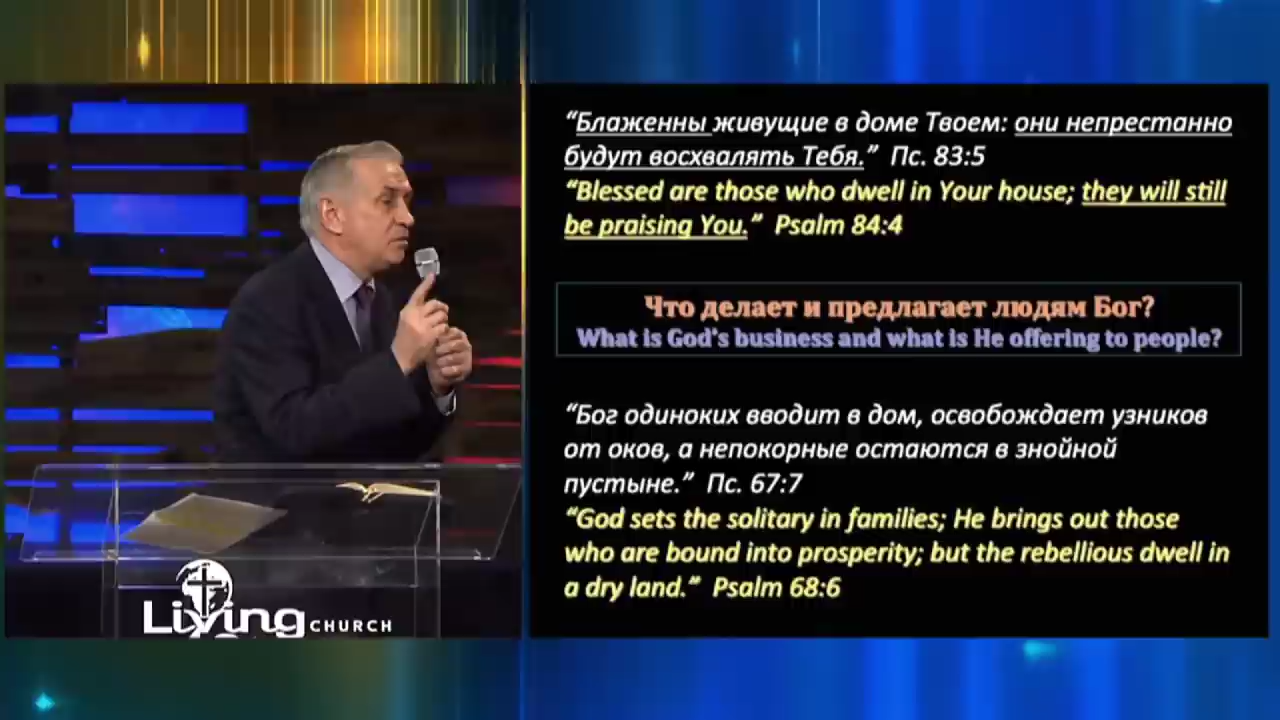 “Блаженны живущие в доме Твоем: они непрестанно
будут восхвалять Тебя.” Пс. 83:5
“Blessed are those who dwell in Your house; they will still
be praising You.” Psalm 84:4
Что делает и предлагает людям Бог?
What is God's business and what is He offering to people?
“Бог одиноких вводит в дом, освобождает узников
от оков, а непокорные остаются в знойной
пустыне.” Пс. 67:7
“God sets the solitary in families; He brings out those
who are bound into prosperity; but the rebellious dwell in
a dry land.” Psalm 68:6
Living CHURCH